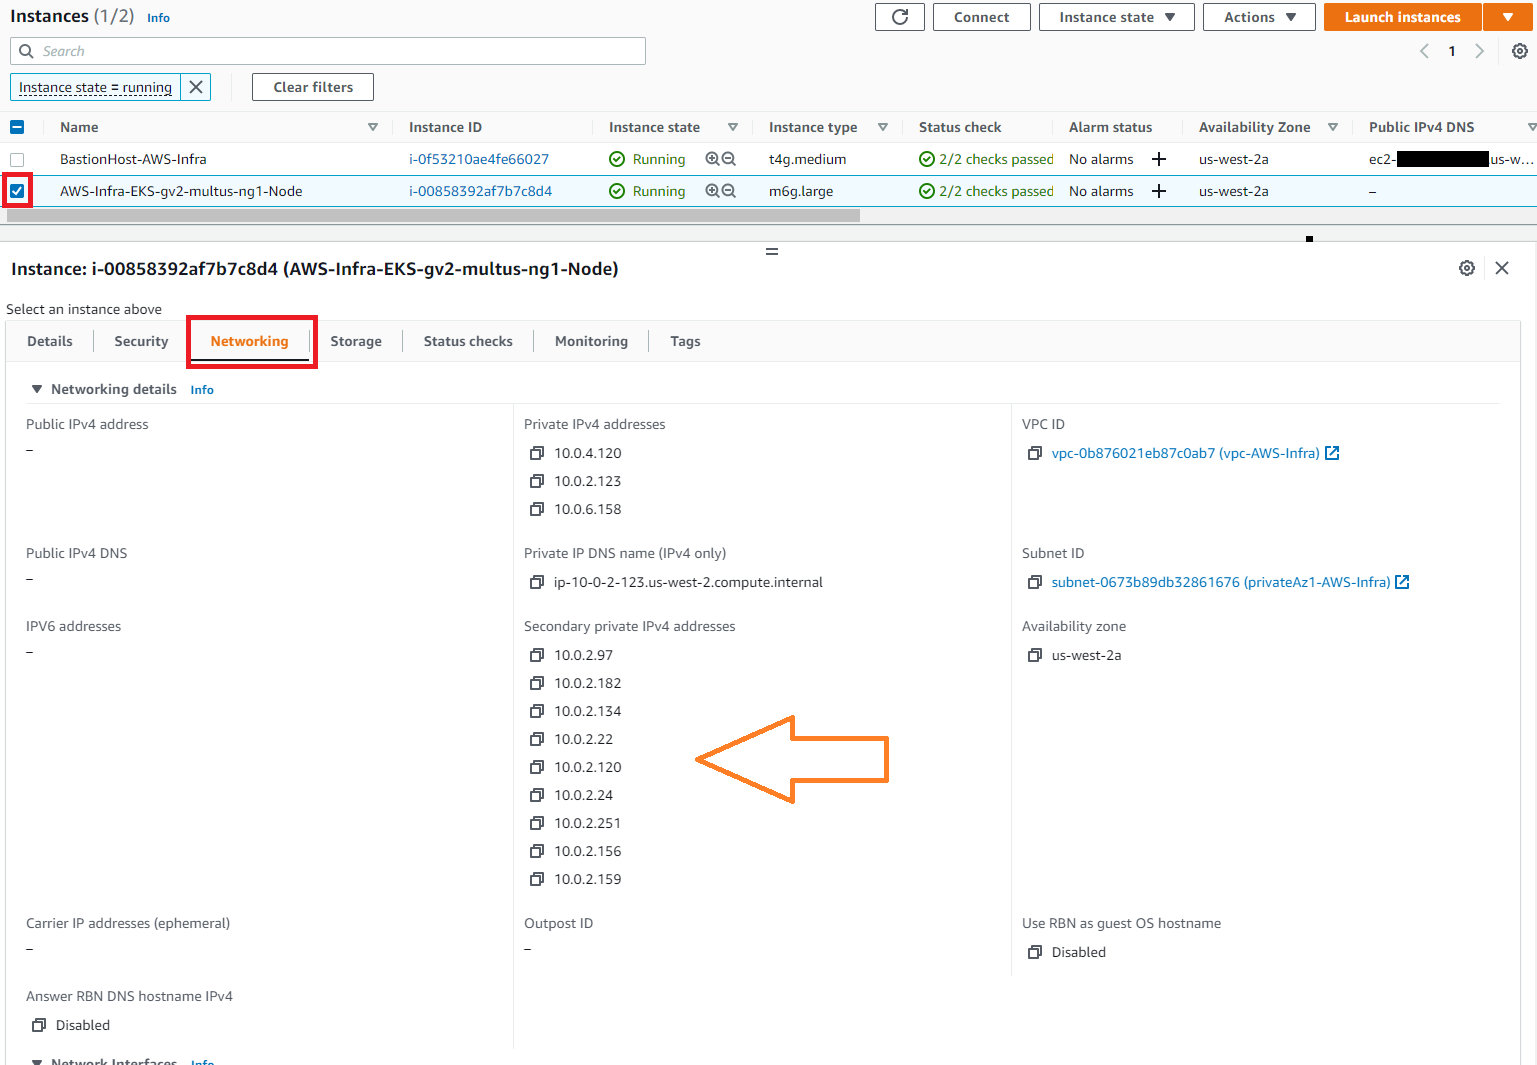 Instances (1/2) Info
Connect
Instance state
Actions
Launch instances
Search
1
Instance state = running
Clear filters
Name Instance ID Instance state Instance type Status check Alarm status Availability Zone Public IPv4 DNS
BastionHost-AWS-Infra i-0f53210ae4fe66027 Running t4g.medium 2/2 checks passed No alarms + us-west-2a ec2- us-w...
AWS-Infra-EKS-gv2-multus-ng1-Node i-00858392af7b7c8d4 Running m6g.large 2/2 checks passed No alarms + us-west-2a –
Instance: i-00858392af7b7c8d4 (AWS-Infra-EKS-gv2-multus-ng1-Node)
Select an instance above
Details Security Networking Storage Status checks Monitoring Tags
Networking details Info
Public IPv4 address
–
Private IPv4 addresses
10.0.4.120
10.0.2.123
10.0.6.158
VPC ID
vpc-0b876021eb87c0ab7 (vpc-AWS-Infra)
Public IPv4 DNS
–
Private IP DNS name (IPv4 only)
ip-10-0-2-123.us-west-2.compute.internal
Subnet ID
subnet-0673b89db32861676 (privateAz1-AWS-Infra)
IPV6 addresses
–
Secondary private IPv4 addresses
10.0.2.97
10.0.2.182
10.0.2.134
10.0.2.22
10.0.2.120
10.0.2.24
10.0.2.251
10.0.2.156
10.0.2.159
Availability zone
us-west-2a
Carrier IP addresses (ephemeral)
–
Outpost ID
–
Use RBN as guest OS hostname
Disabled
Answer RBN DNS hostname IPv4
Disabled
Network Interfaces Info